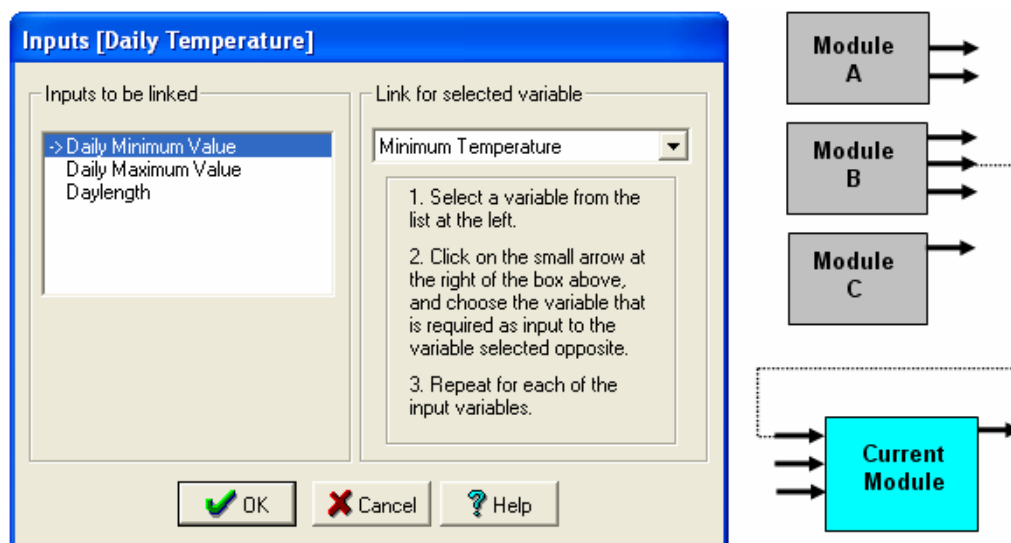 Inputs [Daily Temperature]
Inputs to be linked
-> Daily Minimum Value
Daily Maximum Value
Daylength
Link for selected variable
Minimum Temperature
1. Select a variable from the
list at the left.
2. Click on the small arrow at
the right of the box above,
and choose the variable that
is required as input to the
variable selected opposite.
3. Repeat for each of the
input variables.
OK
Cancel
Help
Module
A
Module
B
Module
C
Current
Module